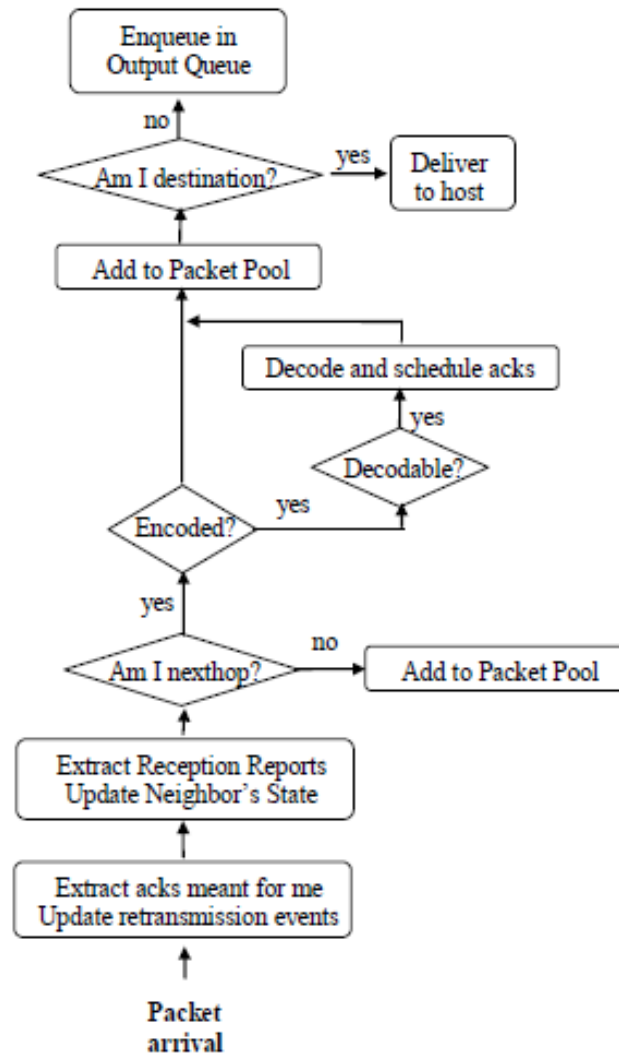 Enqueue in
Output Queue
no
Am I destination?
yes
Deliver
to host
Add to Packet Pool
Decode and schedule acks
yes
Decodable?
Encoded?
yes
yes
Am I nexthop?
no
Add to Packet Pool
Extract Reception Reports
Update Neighbor's State
Extract acks meant for me
Update retransmission events
Packet
arrival